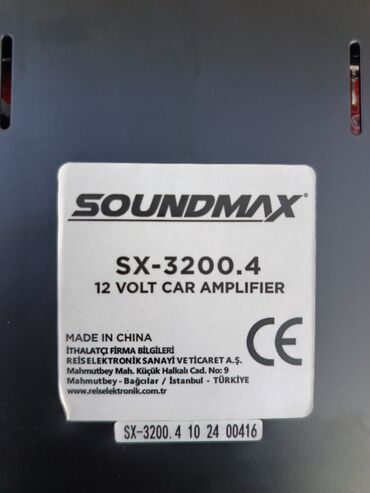 SOUNDMAX®
SX-3200.4
12 VOLT CAR AMPLIFIER
MADE IN CHINA
İTHALATÇI FİRMA BİLGİLERİ
REİS ELEKTRONİK SANAYİ VE TİCARET A.Ş.
Mahmutbey Mah. Küçük Halkalı Cad. No: 9
Mahmutbey - Bağcılar / İstanbul - TÜRKİYE
www.reiselektronik.com.tr
CE
SX-3200.4 10 24 00416